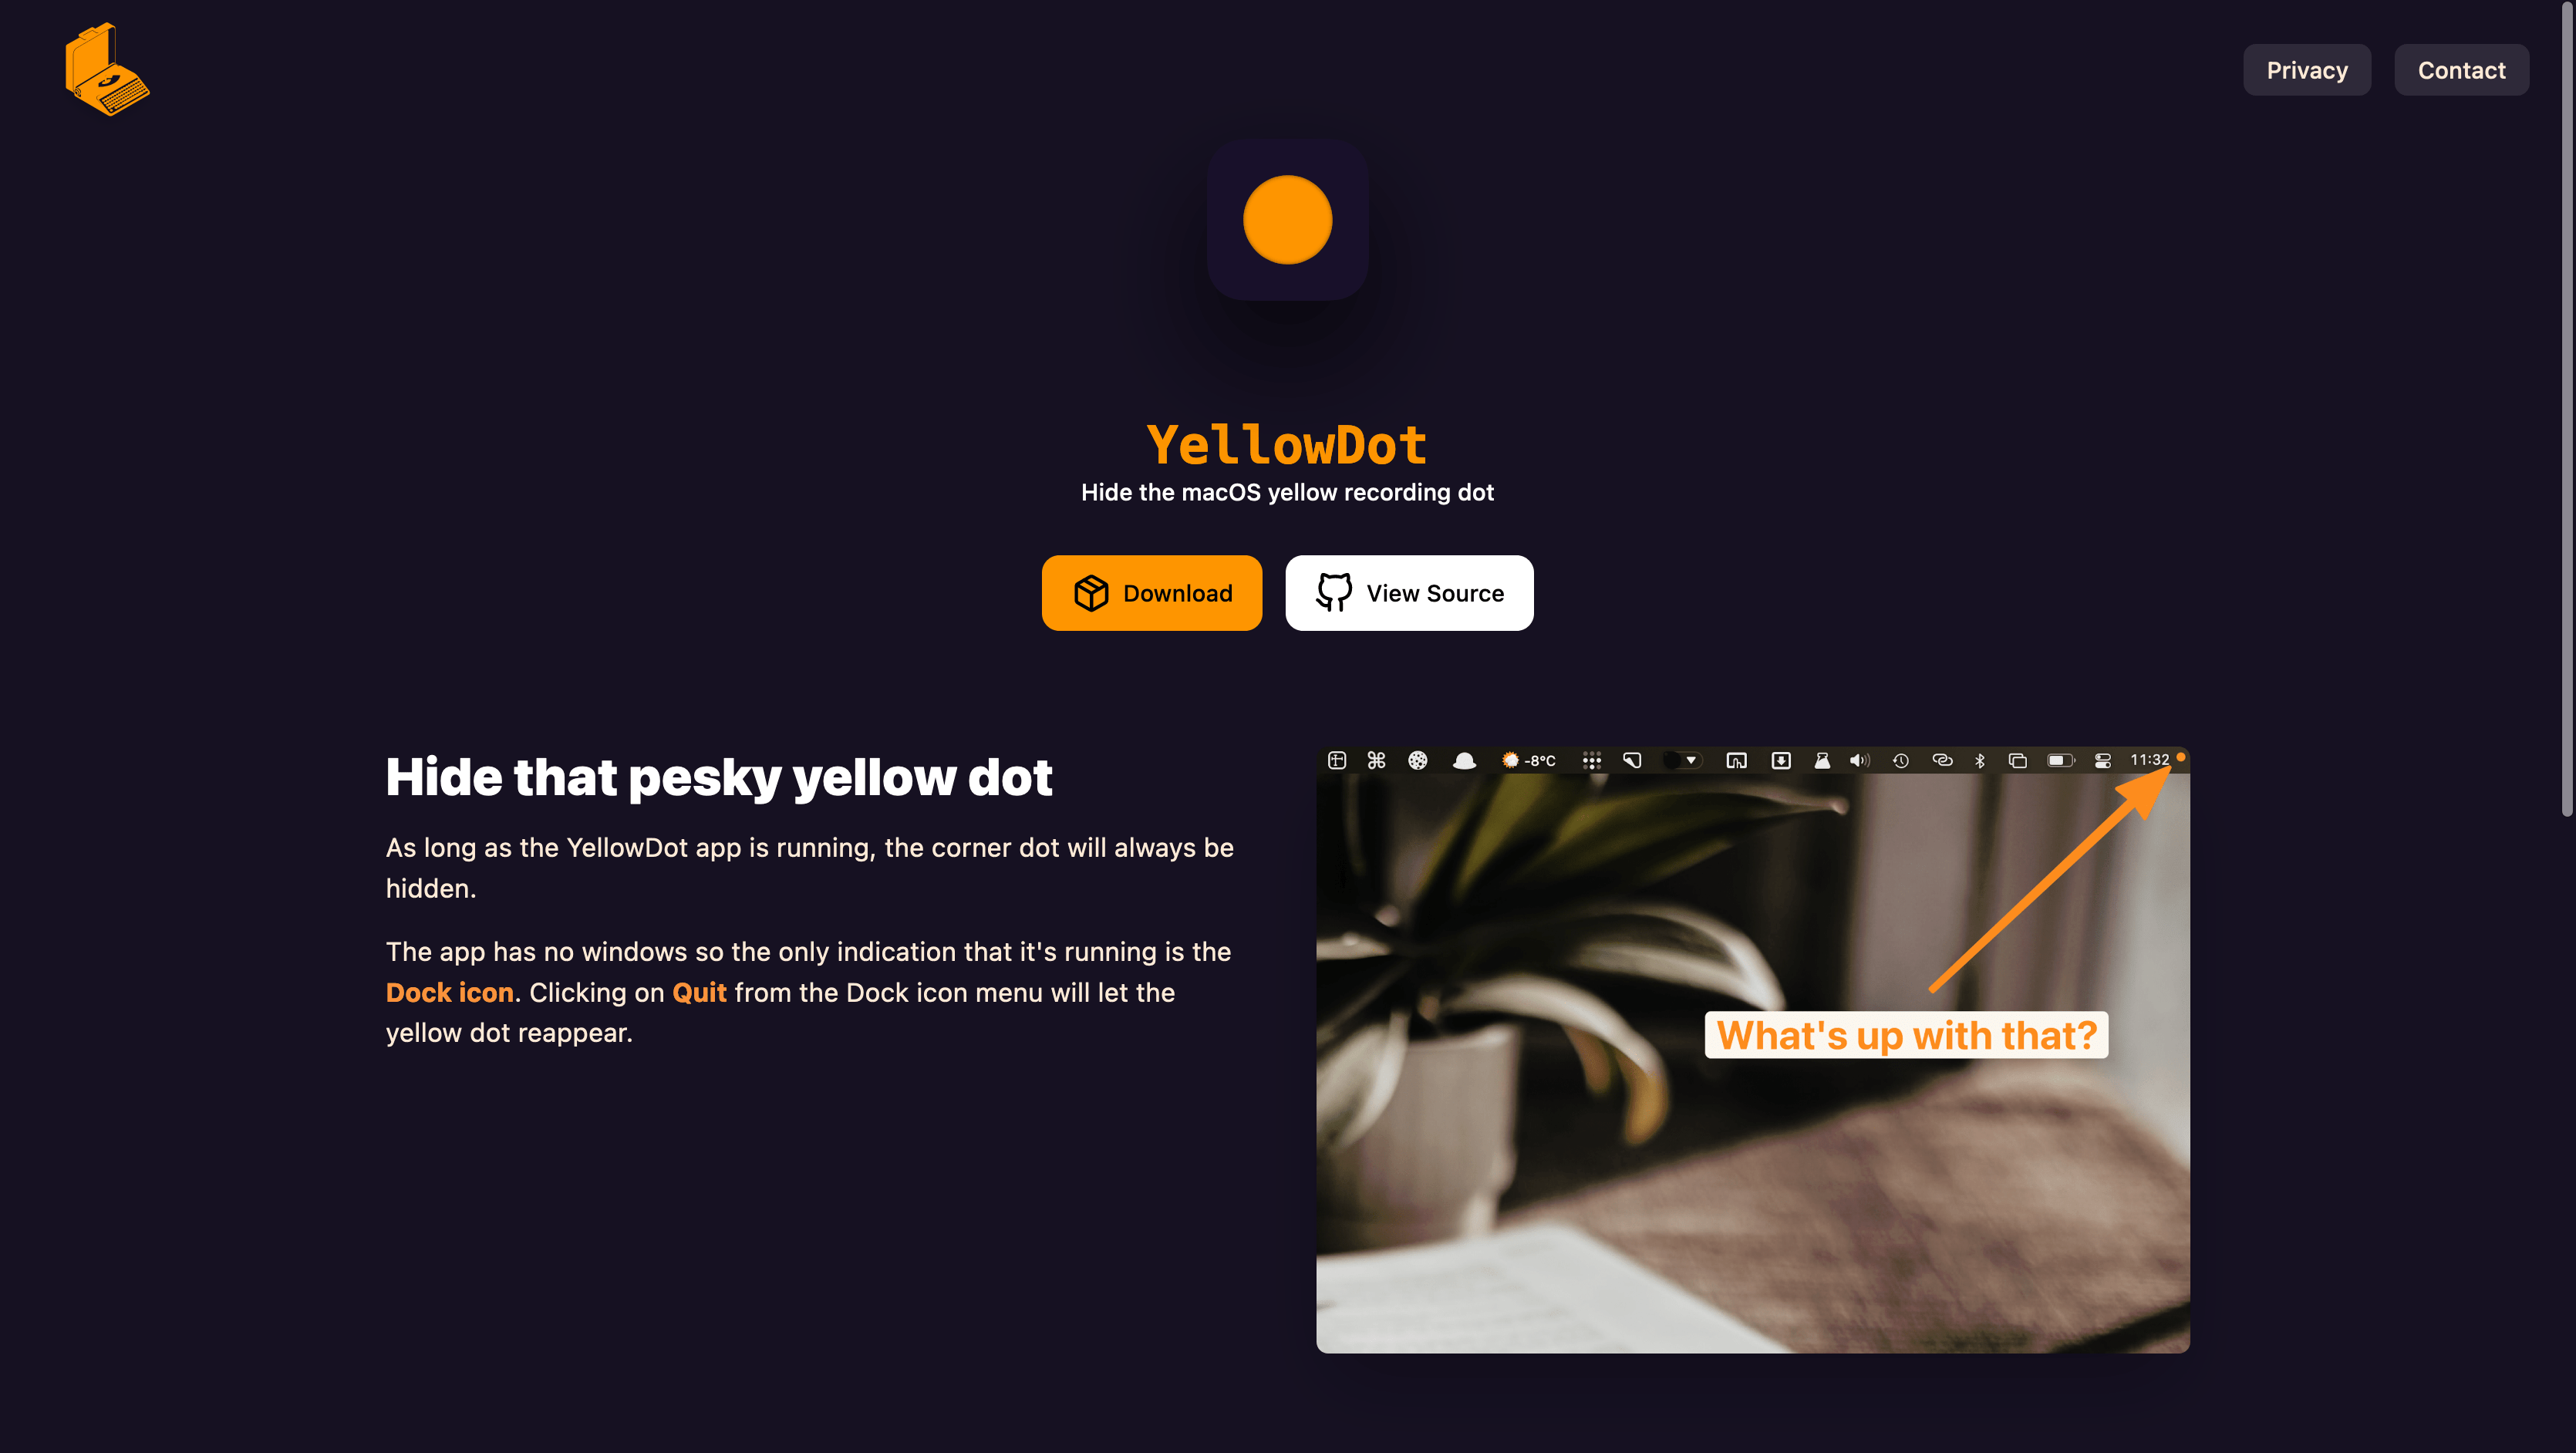 Privacy
Contact
YellowDot
Hide the macOS yellow recording dot
Download
View Source
Hide that pesky yellow dot
As long as the YellowDot app is running, the corner dot will always be
hidden.
The app has no windows so the only indication that it's running is the
Dock icon. Clicking on Quit from the Dock icon menu will let the
yellow dot reappear.
-8°C
11:32
What's up with that?